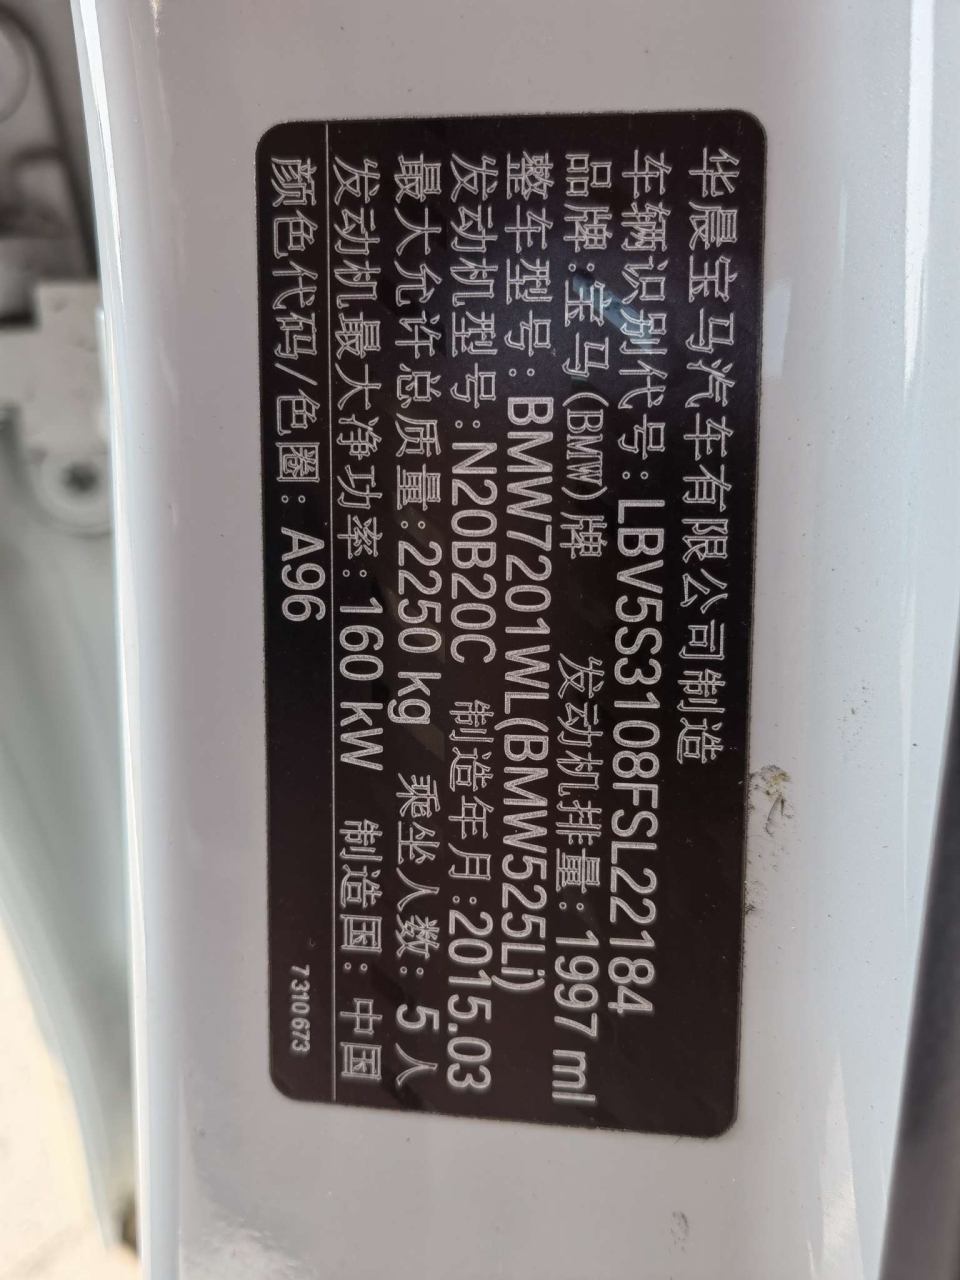 华晨宝马汽车有限公司制造
车辆识别代号：LBV5S3108FSL22184
品牌：宝马(BMW)牌 发动机排量：1997 ml
整车型号：BMW7201WL(BMW525Li)
发动机型号：N20B20C 制造年月：2015.03
最大允许总质量：2250 kg 乘坐人数：5 人
发动机最大净功率：160 kW 制造国：中国
颜色代码/色圈：A96
7310673